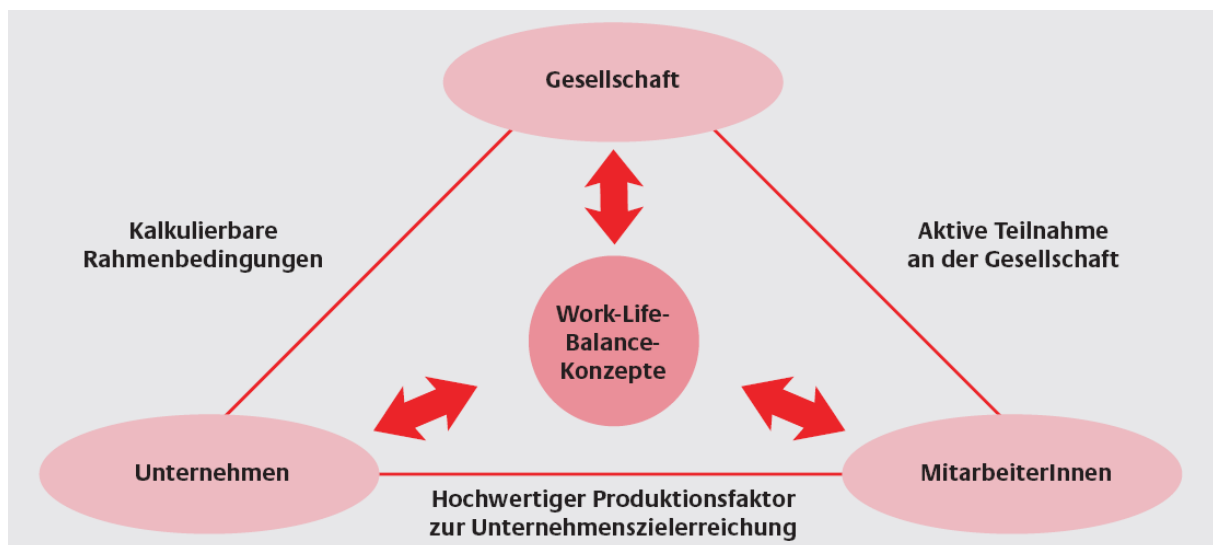 Gesellschaft
Kalkulierbare
Rahmenbedingungen
Aktive Teilnahme
an der Gesellschaft
Work-Life-
Balance-
Konzepte
Unternehmen
MitarbeiterInnen
Hochwertiger Produktionsfaktor
zur Unternehmenszielerreichung